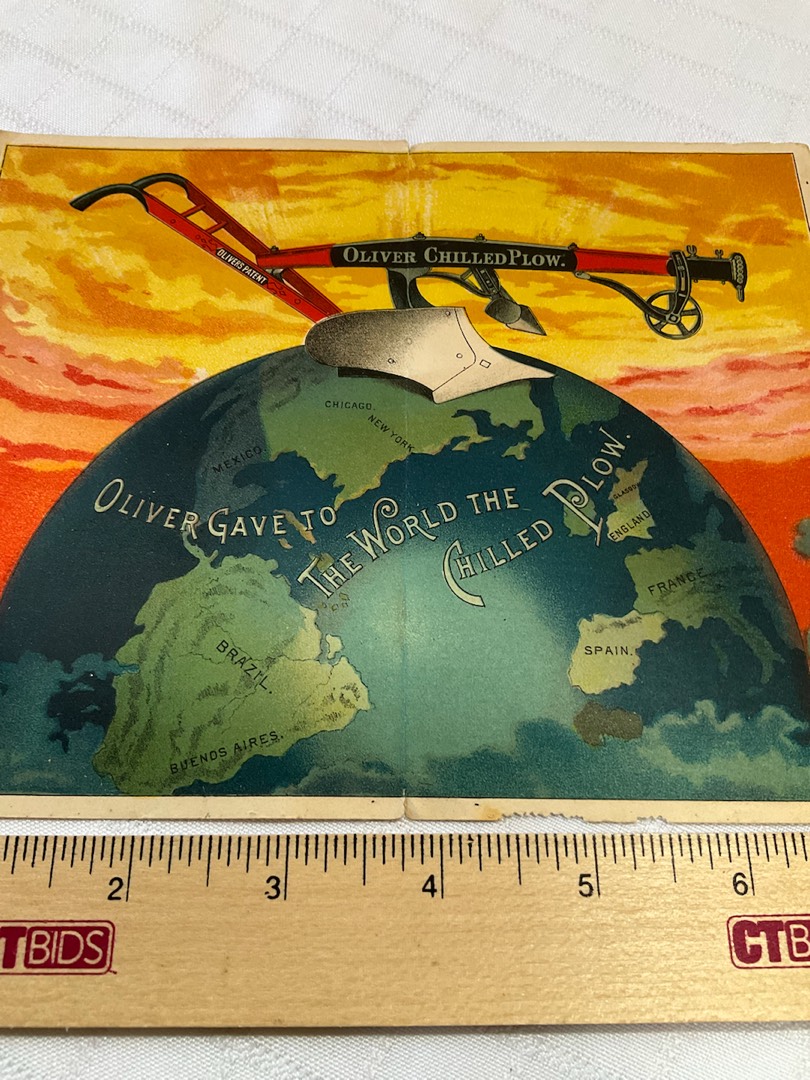 OLIVER CHILLED PLOW.
OLIVER'S PATENT
CHICAGO.
NEW YORK
MEXICO
OLIVER GAVE TO
THE WORLD THE
CHILLED PLOW.
ENGLAND
FRANCE
SPAIN.
BRAZIL.
BUENOS AIRES.
2 3 4 5 6
TBIDS
CTB